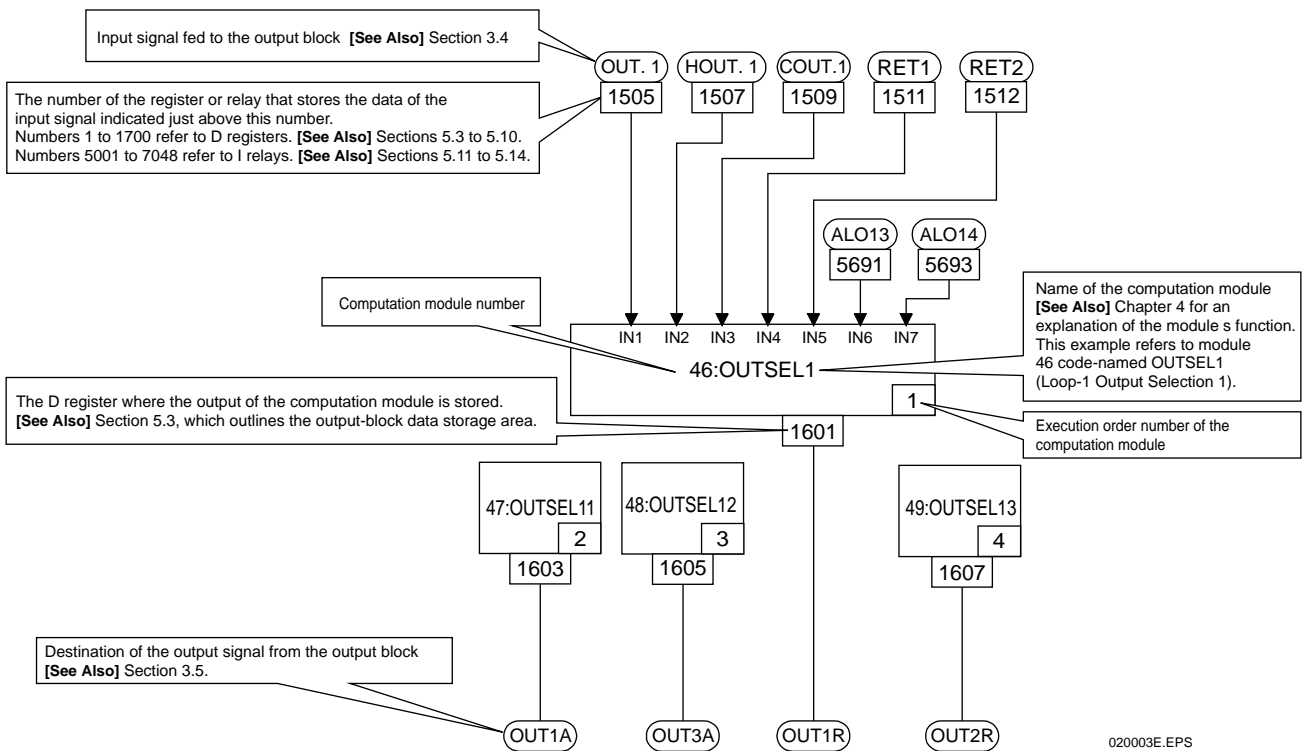 Input signal fed to the output block [See Also] Section 3.4
OUT. 1
HOUT. 1
COUT.1
RET1
RET2
1505
1507
1509
1511
1512
The number of the register or relay that stores the data of the
input signal indicated just above this number.
Numbers 1 to 1700 refer to D registers. [See Also] Sections 5.3 to 5.10.
Numbers 5001 to 7048 refer to I relays. [See Also] Sections 5.11 to 5.14.
ALO13
ALO14
5691
5693
Computation module number
Name of the computation module
[See Also] Chapter 4 for an
explanation of the module s function.
This example refers to module
46 code-named OUTSEL1
(Loop-1 Output Selection 1).
IN1
IN2
IN3
IN4
IN5
IN6
IN7
46:OUTSEL1
1
The D register where the output of the computation module is stored.
[See Also] Section 5.3, which outlines the output-block data storage area.
1601
Execution order number of the
computation module
47:OUTSEL11
2
1603
48:OUTSEL12
3
1605
49:OUTSEL13
4
1607
Destination of the output signal from the output block
[See Also] Section 3.5.
OUT1A
OUT3A
OUT1R
OUT2R
020003E.EPS